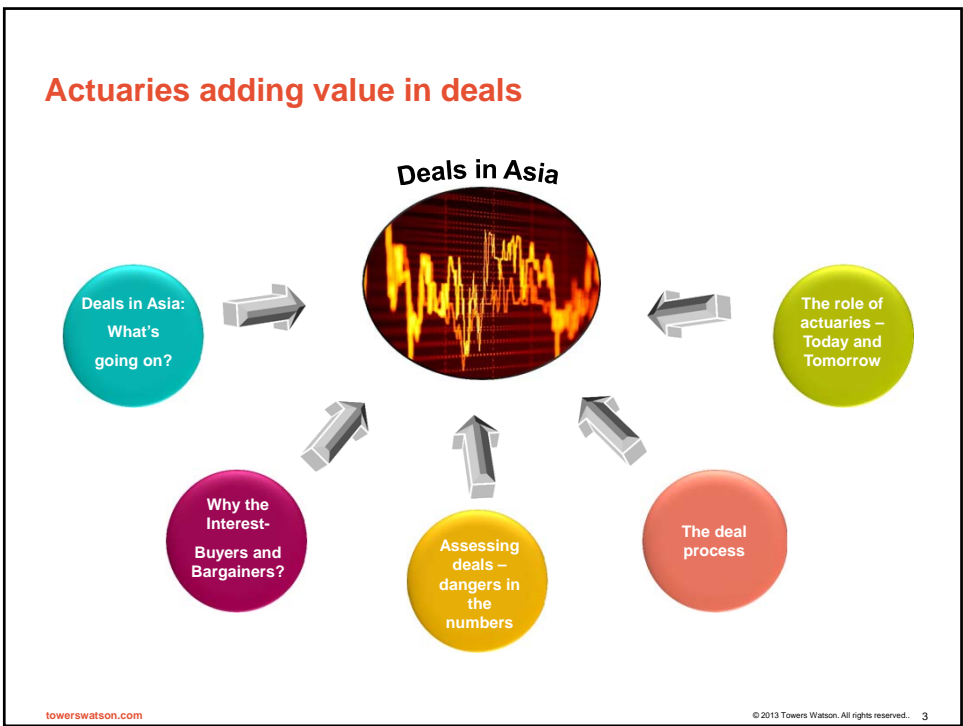 Actuaries adding value in deals
Deals in Asia
Deals in Asia:
What's
going on?
The role of
actuaries –
Today and
Tomorrow
Why the
Interest-
Buyers and
Bargainers?
Assessing
deals –
dangers in
the
numbers
The deal
process
towerswatson.com
© 2013 Towers Watson. All rights reserved.. 3